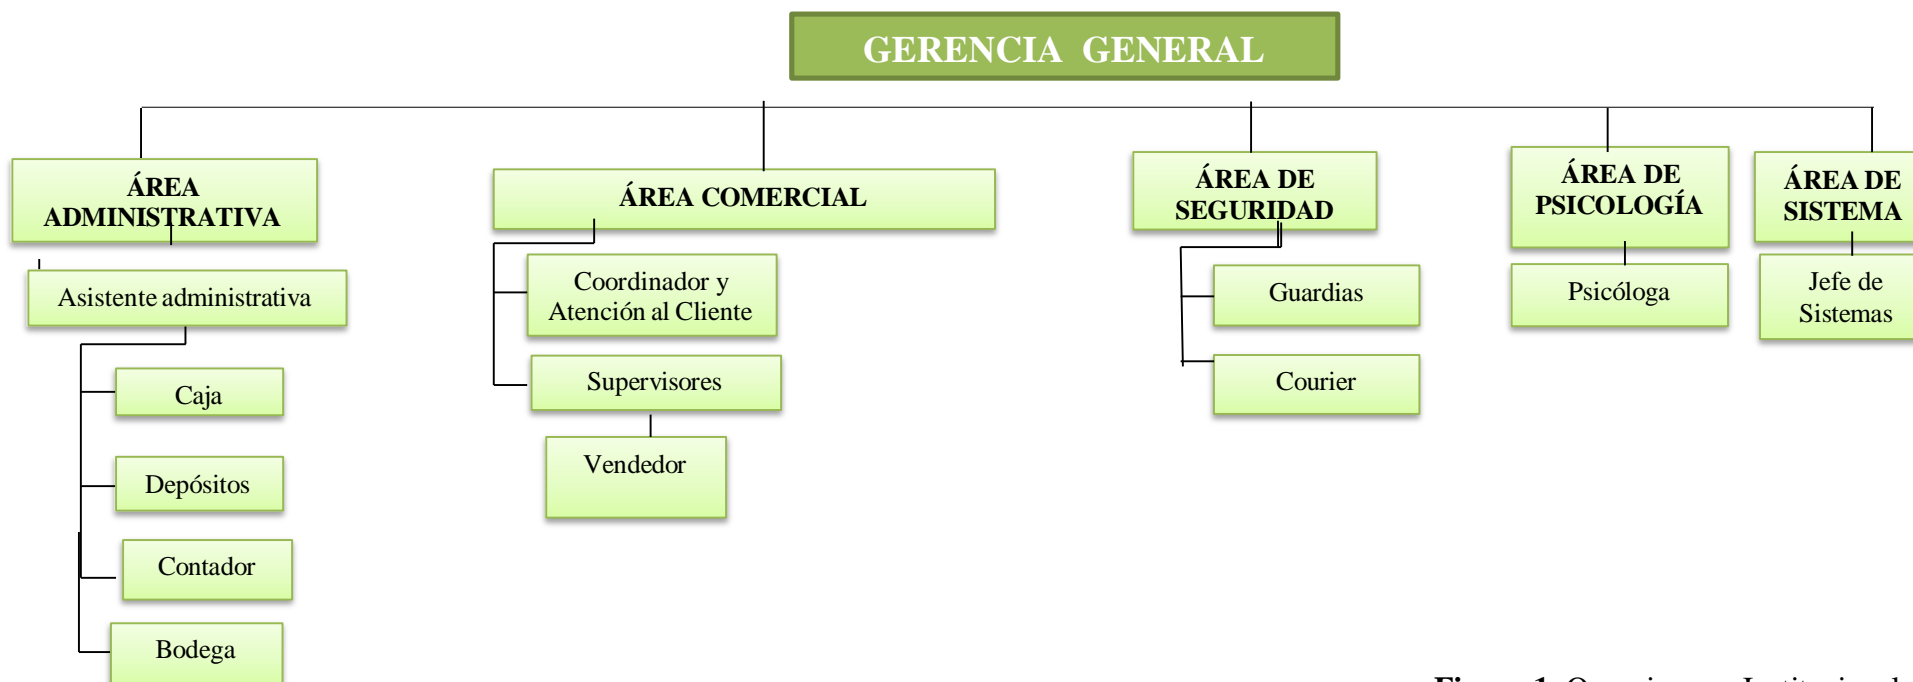 GERENCIA GENERAL
ÁREA
ADMINISTRATIVA
Asistente administrativa
Caja
Depósitos
Contador
Bodega
ÁREA COMERCIAL
Coordinador y
Atención al Cliente
Supervisores
Vendedor
ÁREA DE
SEGURIDAD
Guardias
Courier
ÁREA DE
PSICOLOGÍA
Psicóloga
ÁREA DE
SISTEMA
Jefe de
Sistemas